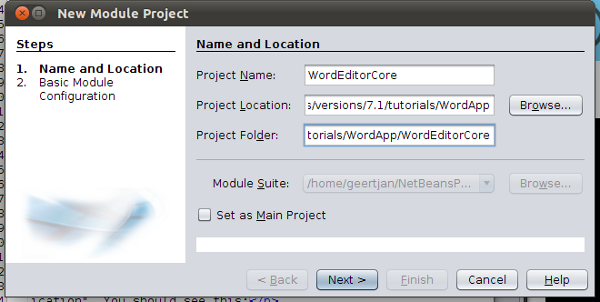 New Module Project
Steps
1. Name and Location
2. Basic Module
Configuration
Name and Location
Project Name: WordEditorCore
Project Location: s/versions/7.1/tutorials/WordApp Browse...
Project Folder: torials/WordApp/WordEditorCore
Module Suite: /home/geertjan/NetBeansP... Browse...
Set as Main Project
< Back Next > Finish Cancel Help
ication". You should see this:</p>